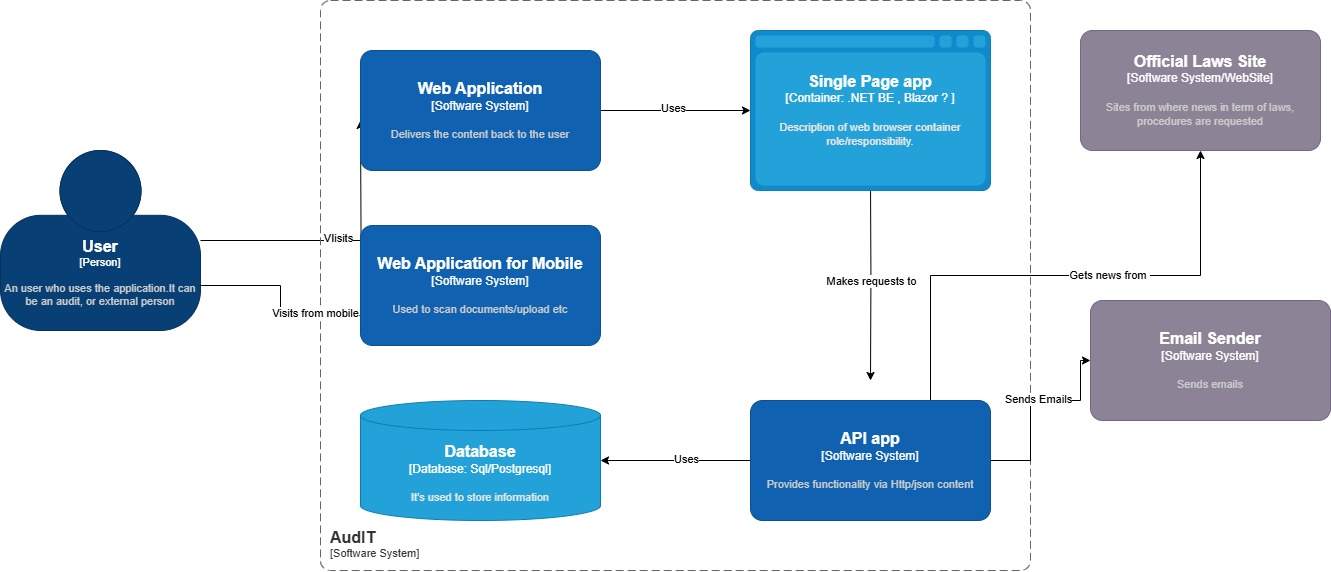 Web Application
[Software System]
Delivers the content back to the user
Uses
Single Page app
[Container: .NET BE , Blazor ? ]
Description of web browser container
role/responsibility.
Official Laws Site
[Software System/WebSite]
Sites from where news in term of laws,
procedures are requested
User
[Person]
An user who uses the application.It can
be an audit, or external person
VIisits
Visits from mobile
Web Application for Mobile
[Software System]
Used to scan documents/upload etc
Makes requests to
Gets news from
Email Sender
[Software System]
Sends emails
Sends Emails
Database
[Database: Sql/Postgresql]
It's used to store information
Uses
API app
[Software System]
Provides functionality via Http/json content
AudIT
[Software System]